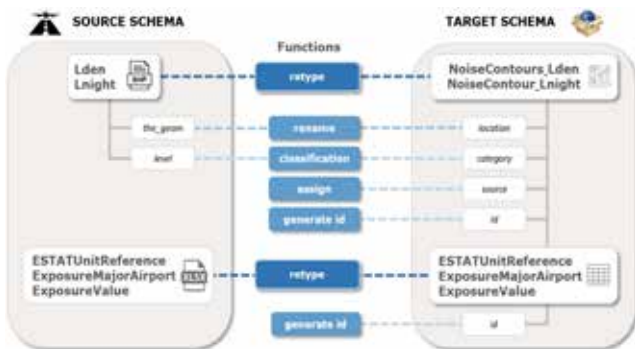 SOURCE SCHEMA
TARGET SCHEMA
Functions
Lden
Lnight
retype
NoiseContours_Lden
NoiseContour_Lnight
the_geom
rename
location
level
classification
category
assign
source
generate id
id
ESTATUnitReference
ExposureMajorAirport
ExposureValue
retype
ESTATUnitReference
ExposureMajorAirport
ExposureValue
generate id
id